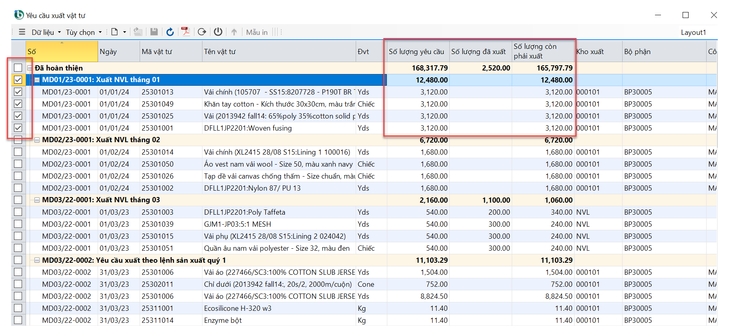 Yêu cầu xuất vật tư
Dữ liệu Tùy chọn Mẫu in Layout1
Số Ngày Mã vật tư Tên vật tư Đvt Số lượng yêu cầu Số lượng đã xuất Số lượng còn phải xuất Kho xuất Bộ phận Cô
Đã hoàn thiện 168,317.79 2,520.00 165,797.79
MD01/23-0001: Xuất NVL tháng 01 12,480.00 12,480.00
MD01/23-0001 01/01/24 25301013 Vải chính (105707 - SS15:8207728 - P190T BR Yds 3,120.00 3,120.00 000101 BP30005 MA
MD01/23-0001 01/01/24 25301049 Khăn tay cotton - Kích thước 30x30cm, màu trắn Chiếc 3,120.00 3,120.00 000101 BP30005 MA
MD01/23-0001 01/01/24 25301025 Vải (2013942 fall14: 65%poly 35%cotton solid p Yds 3,120.00 3,120.00 000101 BP30005 MA
MD01/23-0001 01/01/24 25301001 DFLL1JP2201:Woven fusing Yds 3,120.00 3,120.00 000101 BP30005 MA
MD02/23-0001: Xuất NVL tháng 02 6,720.00 6,720.00
MD02/23-0001 01/02/24 25301014 Vải chính (XL2415 28/08 S15:Lining 1 100016) Yds 1,680.00 1,680.00 000101 BP30005 MA
MD02/23-0001 01/02/24 25301050 Áo vest nam vải wool - Size 50, màu xanh navy Chiếc 1,680.00 1,680.00 000101 BP30005 MA
MD02/23-0001 01/02/24 25301026 Tạp dề vải canvas chống thấm - Size chuẩn, màu Chiếc 1,680.00 1,680.00 000101 BP30005 MA
MD02/23-0001 01/02/24 25301002 DFLL1JP2201:Nylon 87/ PU 13 Yds 1,680.00 1,680.00 000101 BP30005 MA
MD03/22-0001: Xuất NVL tháng 03 2,160.00 1,100.00 1,060.00
MD03/22-0001 01/03/23 25301003 DFLL1JP2201:Poly Taffeta Yds 540.00 200.00 340.00 NVL BP30005
MD03/22-0001 01/03/23 25301039 GJM1-JP03:5:1 MESH Yds 540.00 300.00 240.00 NVL BP30005
MD03/22-0001 01/03/23 25301015 Vải phụ (XL2415 28/08 S15:Lining 2 024042) Yds 540.00 300.00 240.00 NVL BP30005
MD03/22-0001 01/03/23 25301051 Quần âu nam vải polyester - Size 32, màu đen Chiếc 540.00 300.00 240.00 NVL BP30005
MD03/22-0002: Yêu cầu xuất theo lệnh sản xuất quý 1 11,103.29 11,103.29
MD03/22-0002 31/03/23 25301006 Vải áo (227466/SC3:100% COTTON SLUB JERSE Yds 1,504.00 1,504.00 000101 BP30005 MA
MD03/22-0002 31/03/23 25302011 Chỉ dưới (2013942 fall14:, 20s/2, 2000m/cuộn) Cone 752.00 752.00 000101 BP30005 MA
MD03/22-0002 31/03/23 25301006 Vải áo (227466/SC3:100% COTTON SLUB JERSE Yds 8,824.50 8,824.50 000101 BP30005 MA
MD03/22-0002 31/03/23 25311001 Ecosilicone H-320 w3 Kg 11.40 11.40 000101 BP30005 MA
MD03/22-0002 31/03/23 25311014 Enzyme bột Kg 11.40 11.40 000101 BP30005 MA